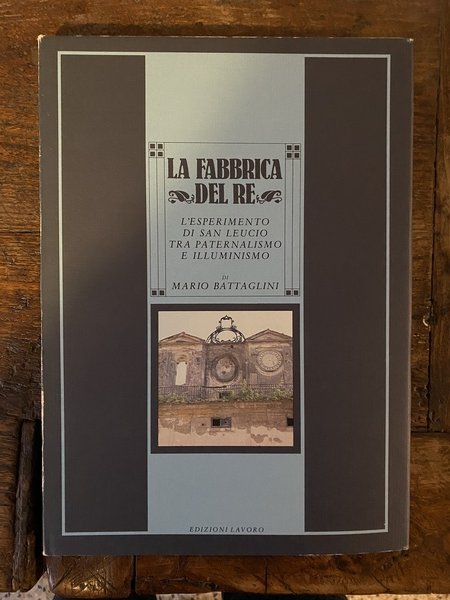 LA FABBRICA
DEL RE
L'ESPERIMENTO
DI SAN LEUCIO
TRA PATERNALISMO
E ILLUMINISMO
DI
MARIO BATTAGLINI
EDIZIONI LAVORO